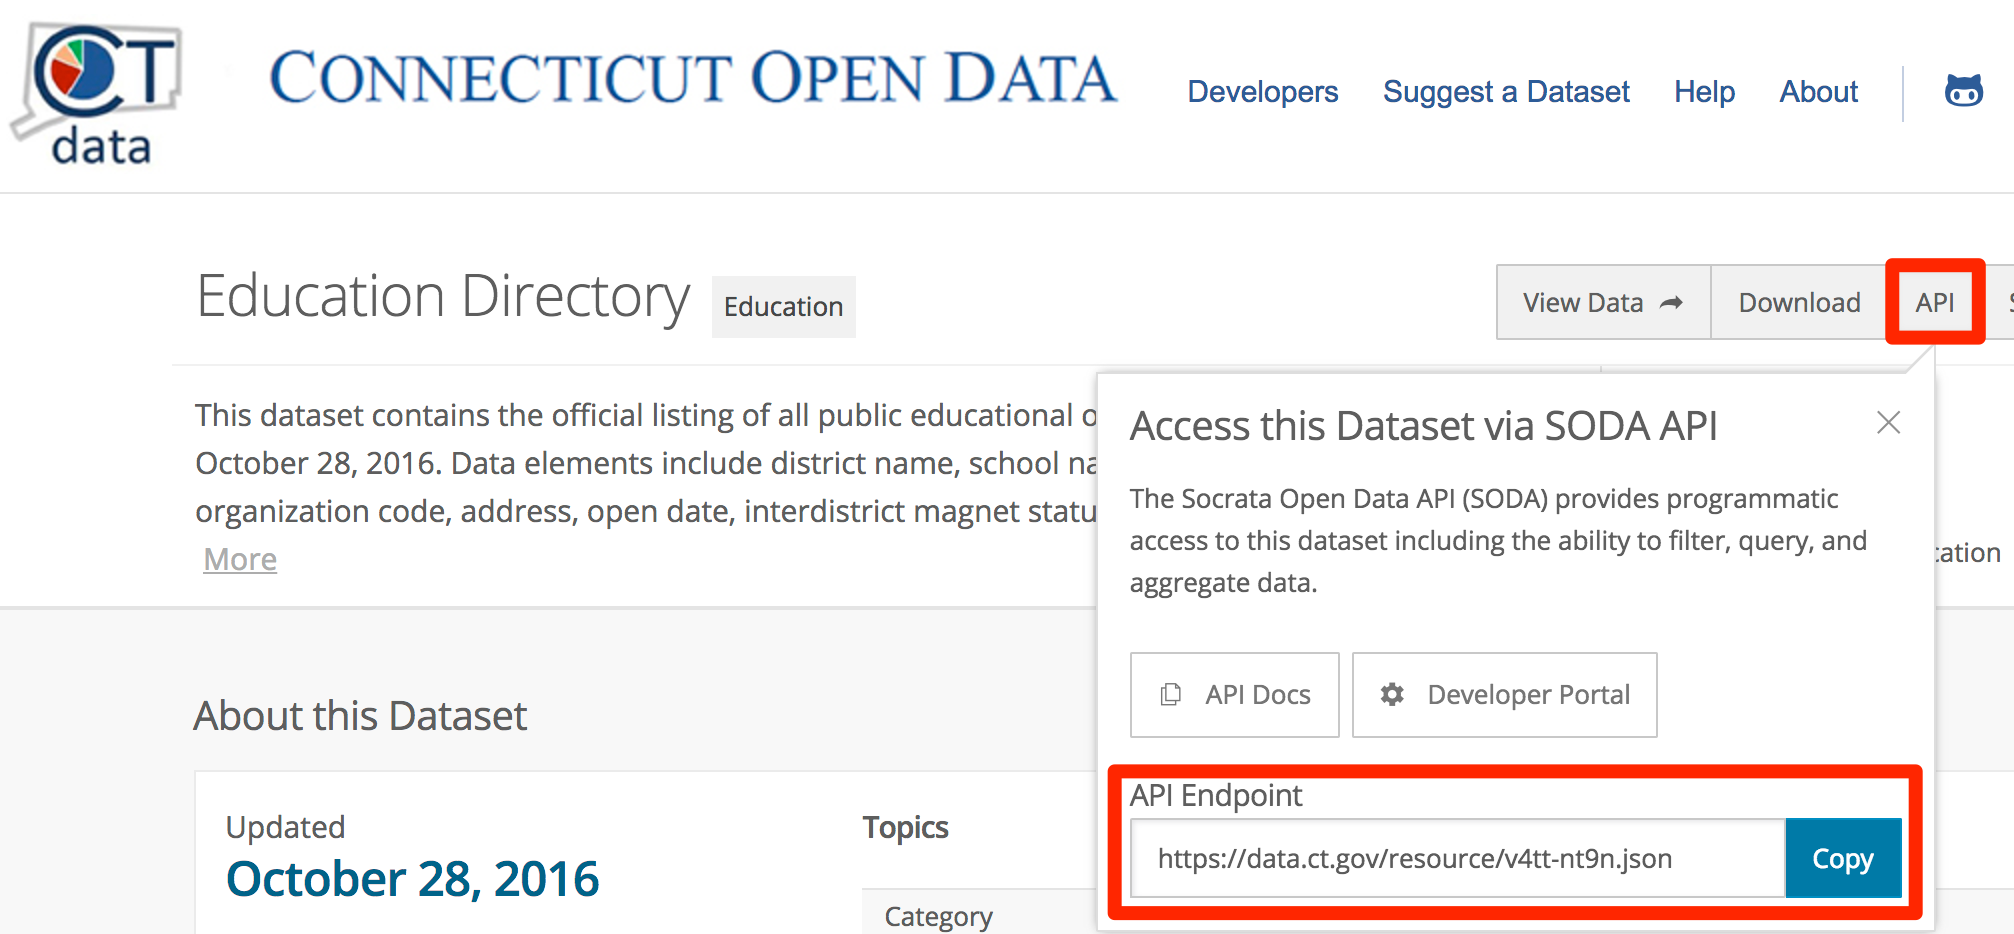 CT
data
CONNECTICUT OPEN DATA
Developers
Suggest a Dataset
Help
About
Education Directory
Education
View Data
Download
API
This dataset contains the official listing of all public educational
October 28, 2016. Data elements include district name, school
organization code, address, open date, interdistrict magnet
More
Access this Dataset via SODA API
The Socrata Open Data API (SODA) provides programmatic
access to this dataset including the ability to filter, query, and
aggregate data.
API Docs
Developer Portal
API Endpoint
https://data.ct.gov/resource/v4tt-nt9n.json
Copy
About this Dataset
Updated
October 28, 2016
Topics
Category